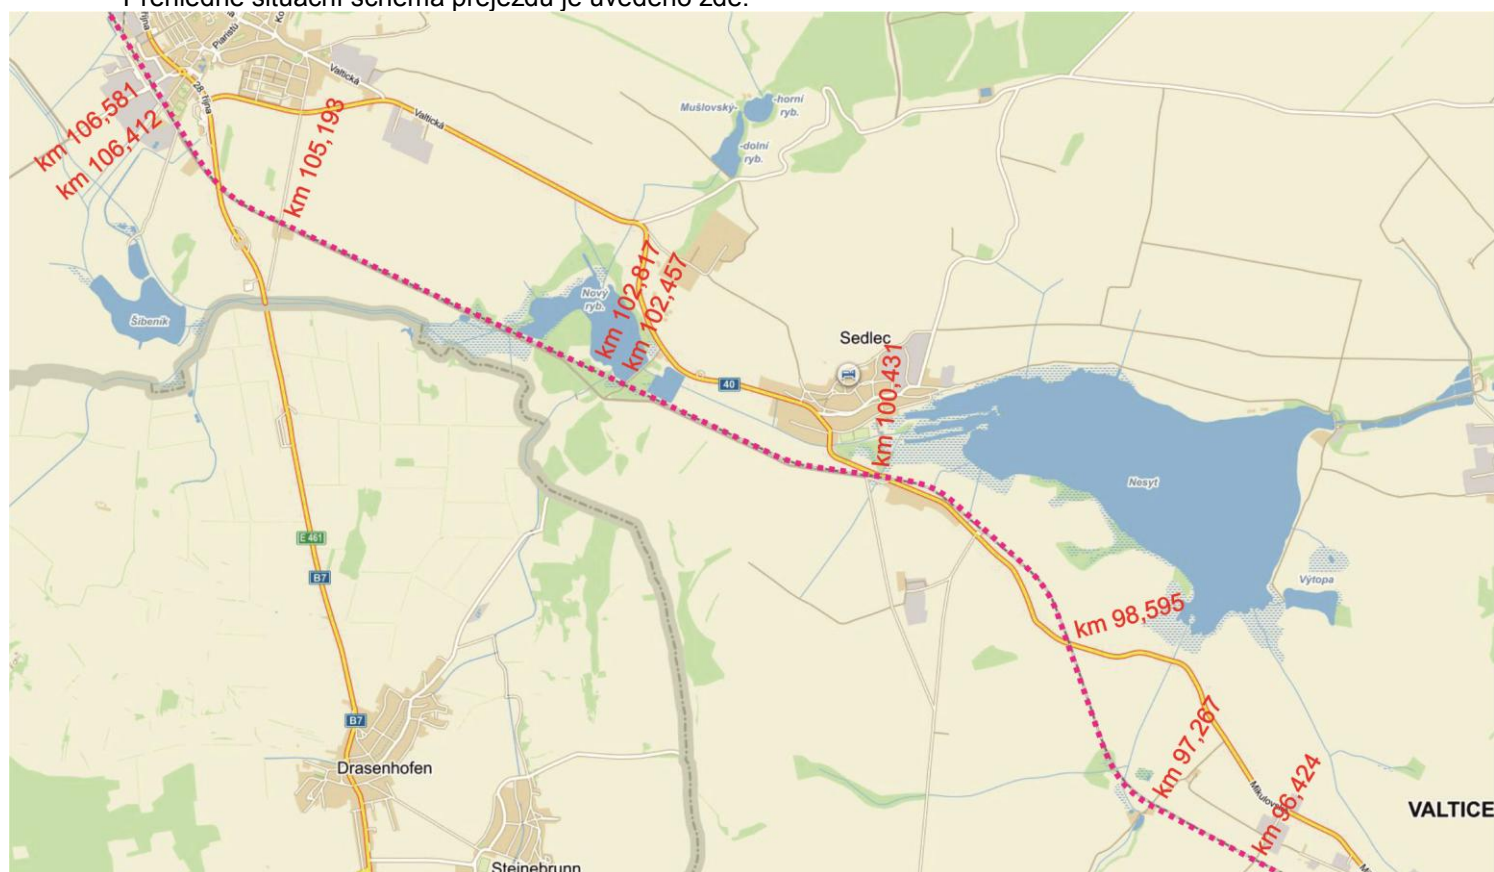 Přehledné situační schéma přejezdů je uvedeno zde:
října
Piaristů
Valtická
28. října
Valtická
km 106,581
km 106,412
km 105,193
Mušlovský-
-horní
ryb.
-dolní
ryb.
Šibeník
Nový
ryb.
km 102,817
km 102,457
40
Sedlec
km 100,431
Nesyt
Výtopa
E 461
B7
km 98,595
B7
Drasenhofen
km 97,267
km 96,424
VALTICE
Steinebrunn